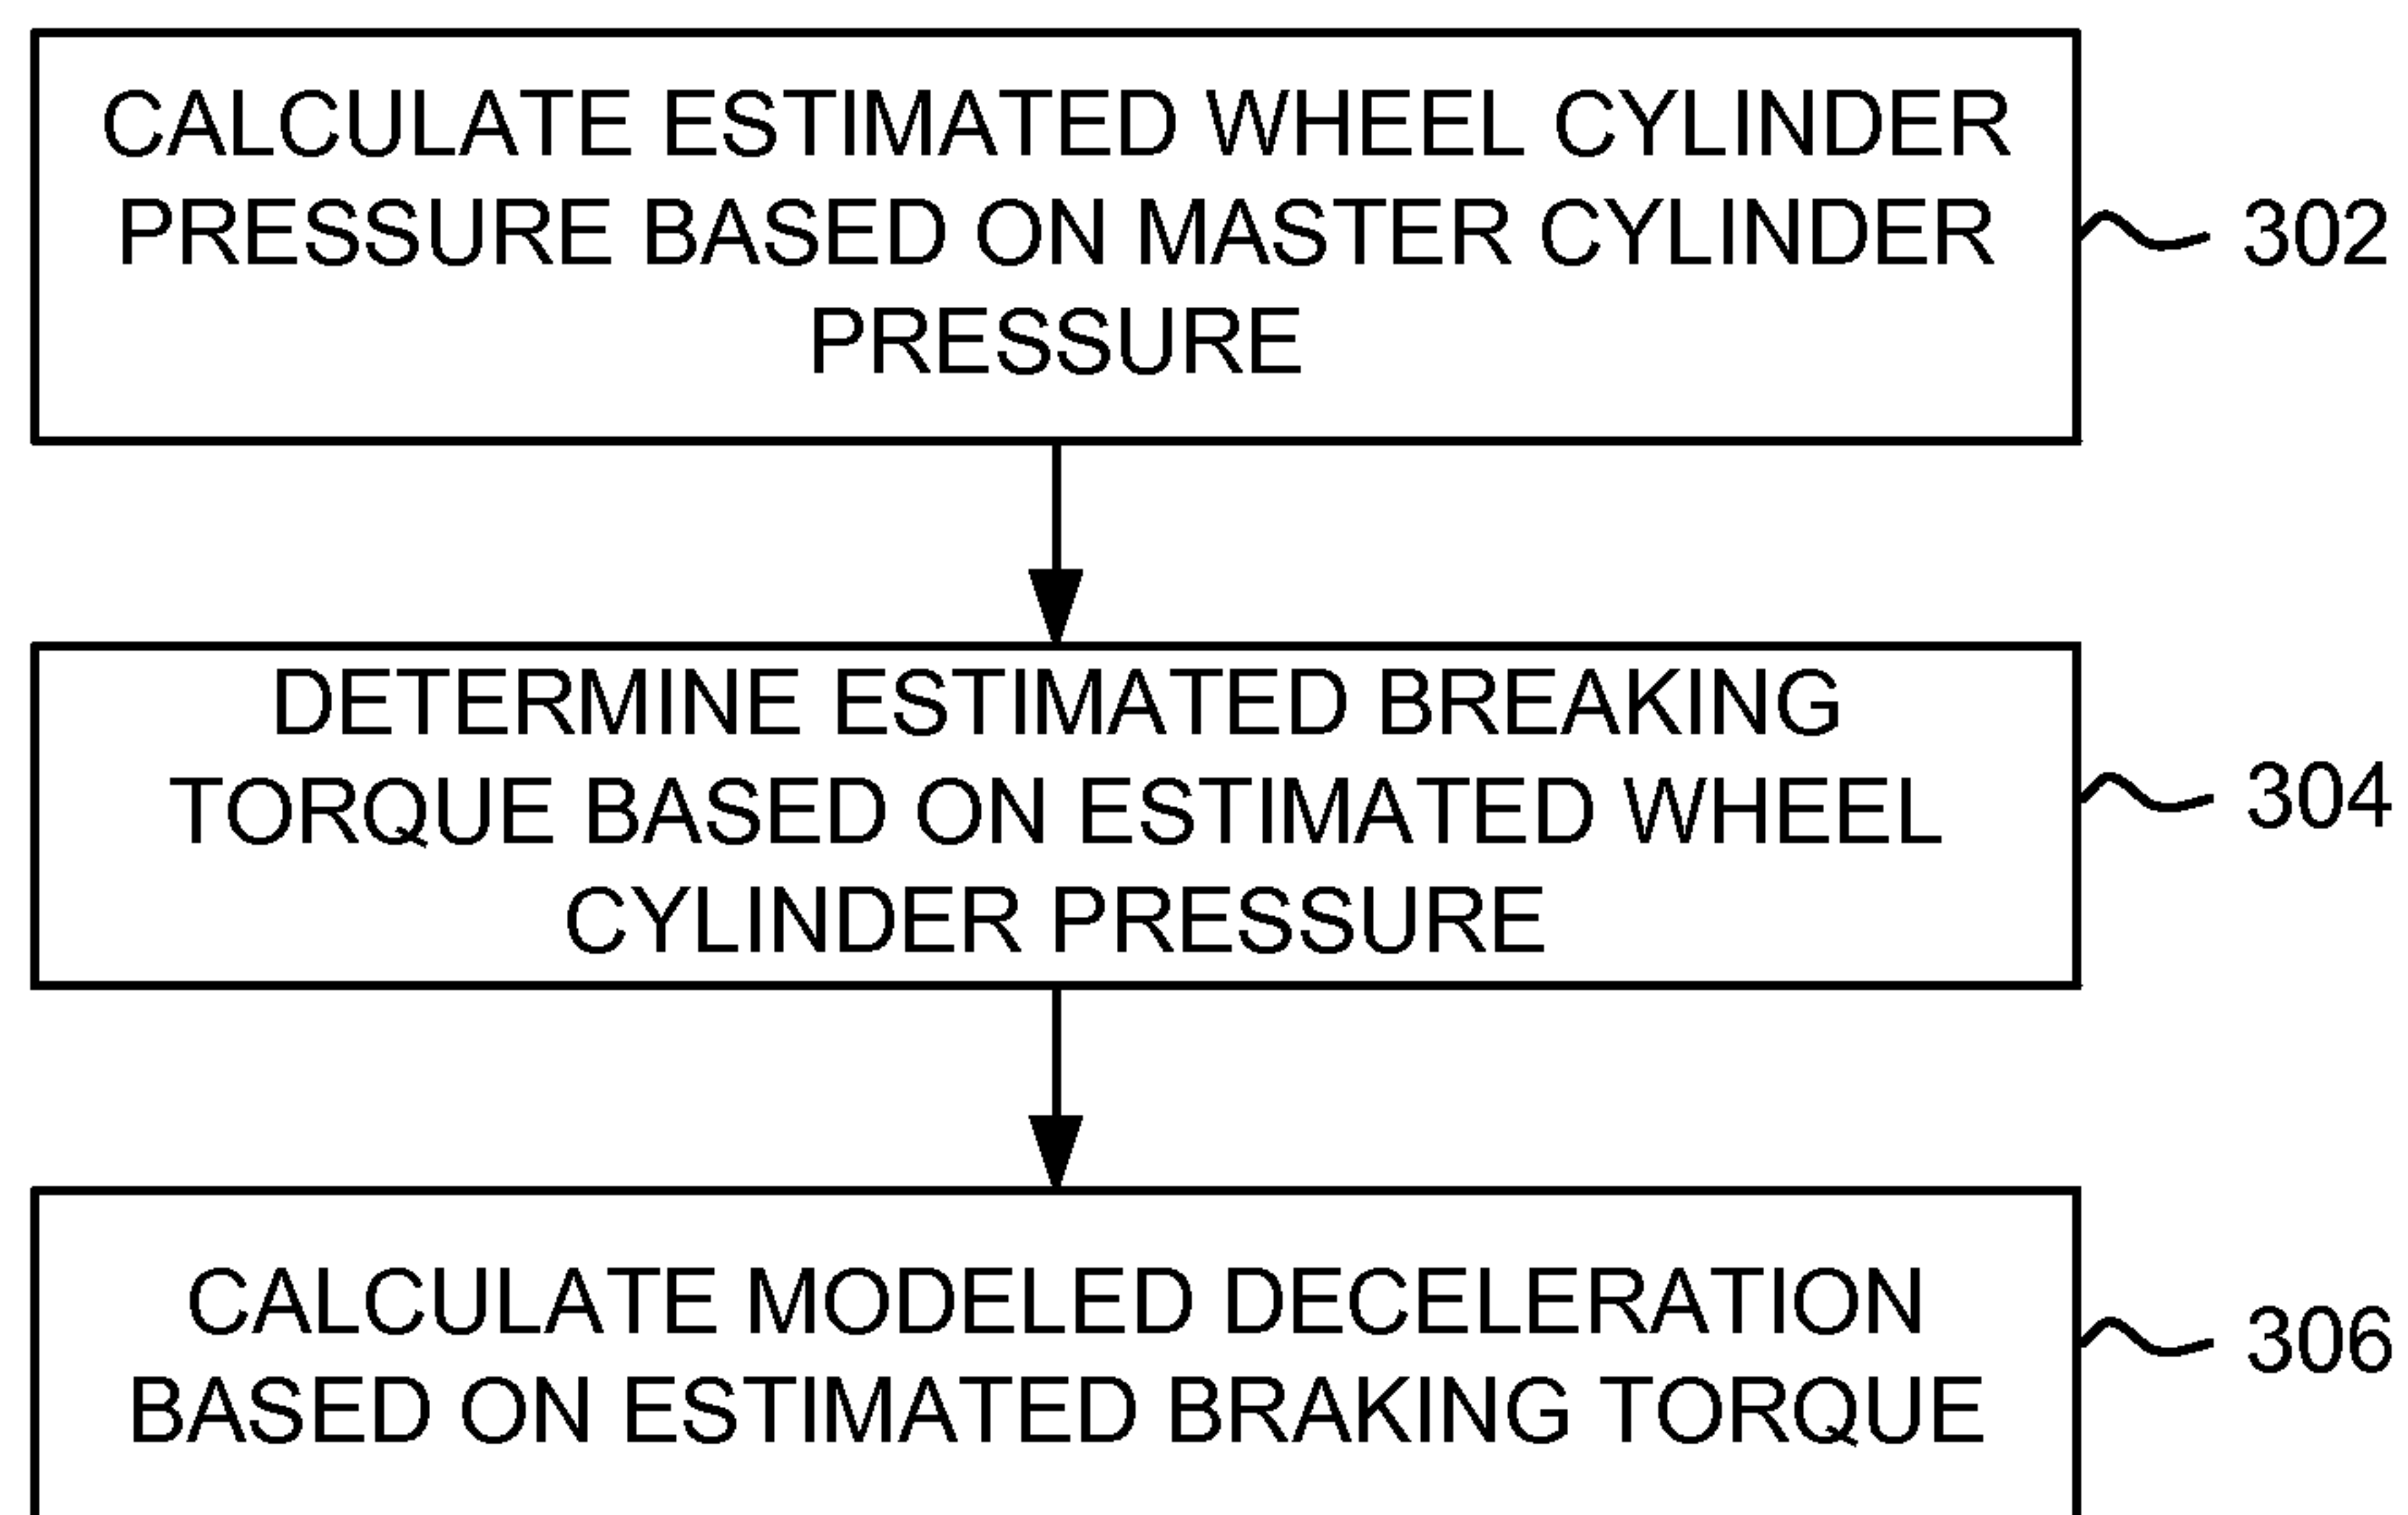 CALCULATE ESTIMATED WHEEL CYLINDER
PRESSURE BASED ON MASTER CYLINDER
PRESSURE
302
DETERMINE ESTIMATED BREAKING
TORQUE BASED ON ESTIMATED WHEEL
CYLINDER PRESSURE
304
CALCULATE MODELED DECELERATION
BASED ON ESTIMATED BRAKING TORQUE
306